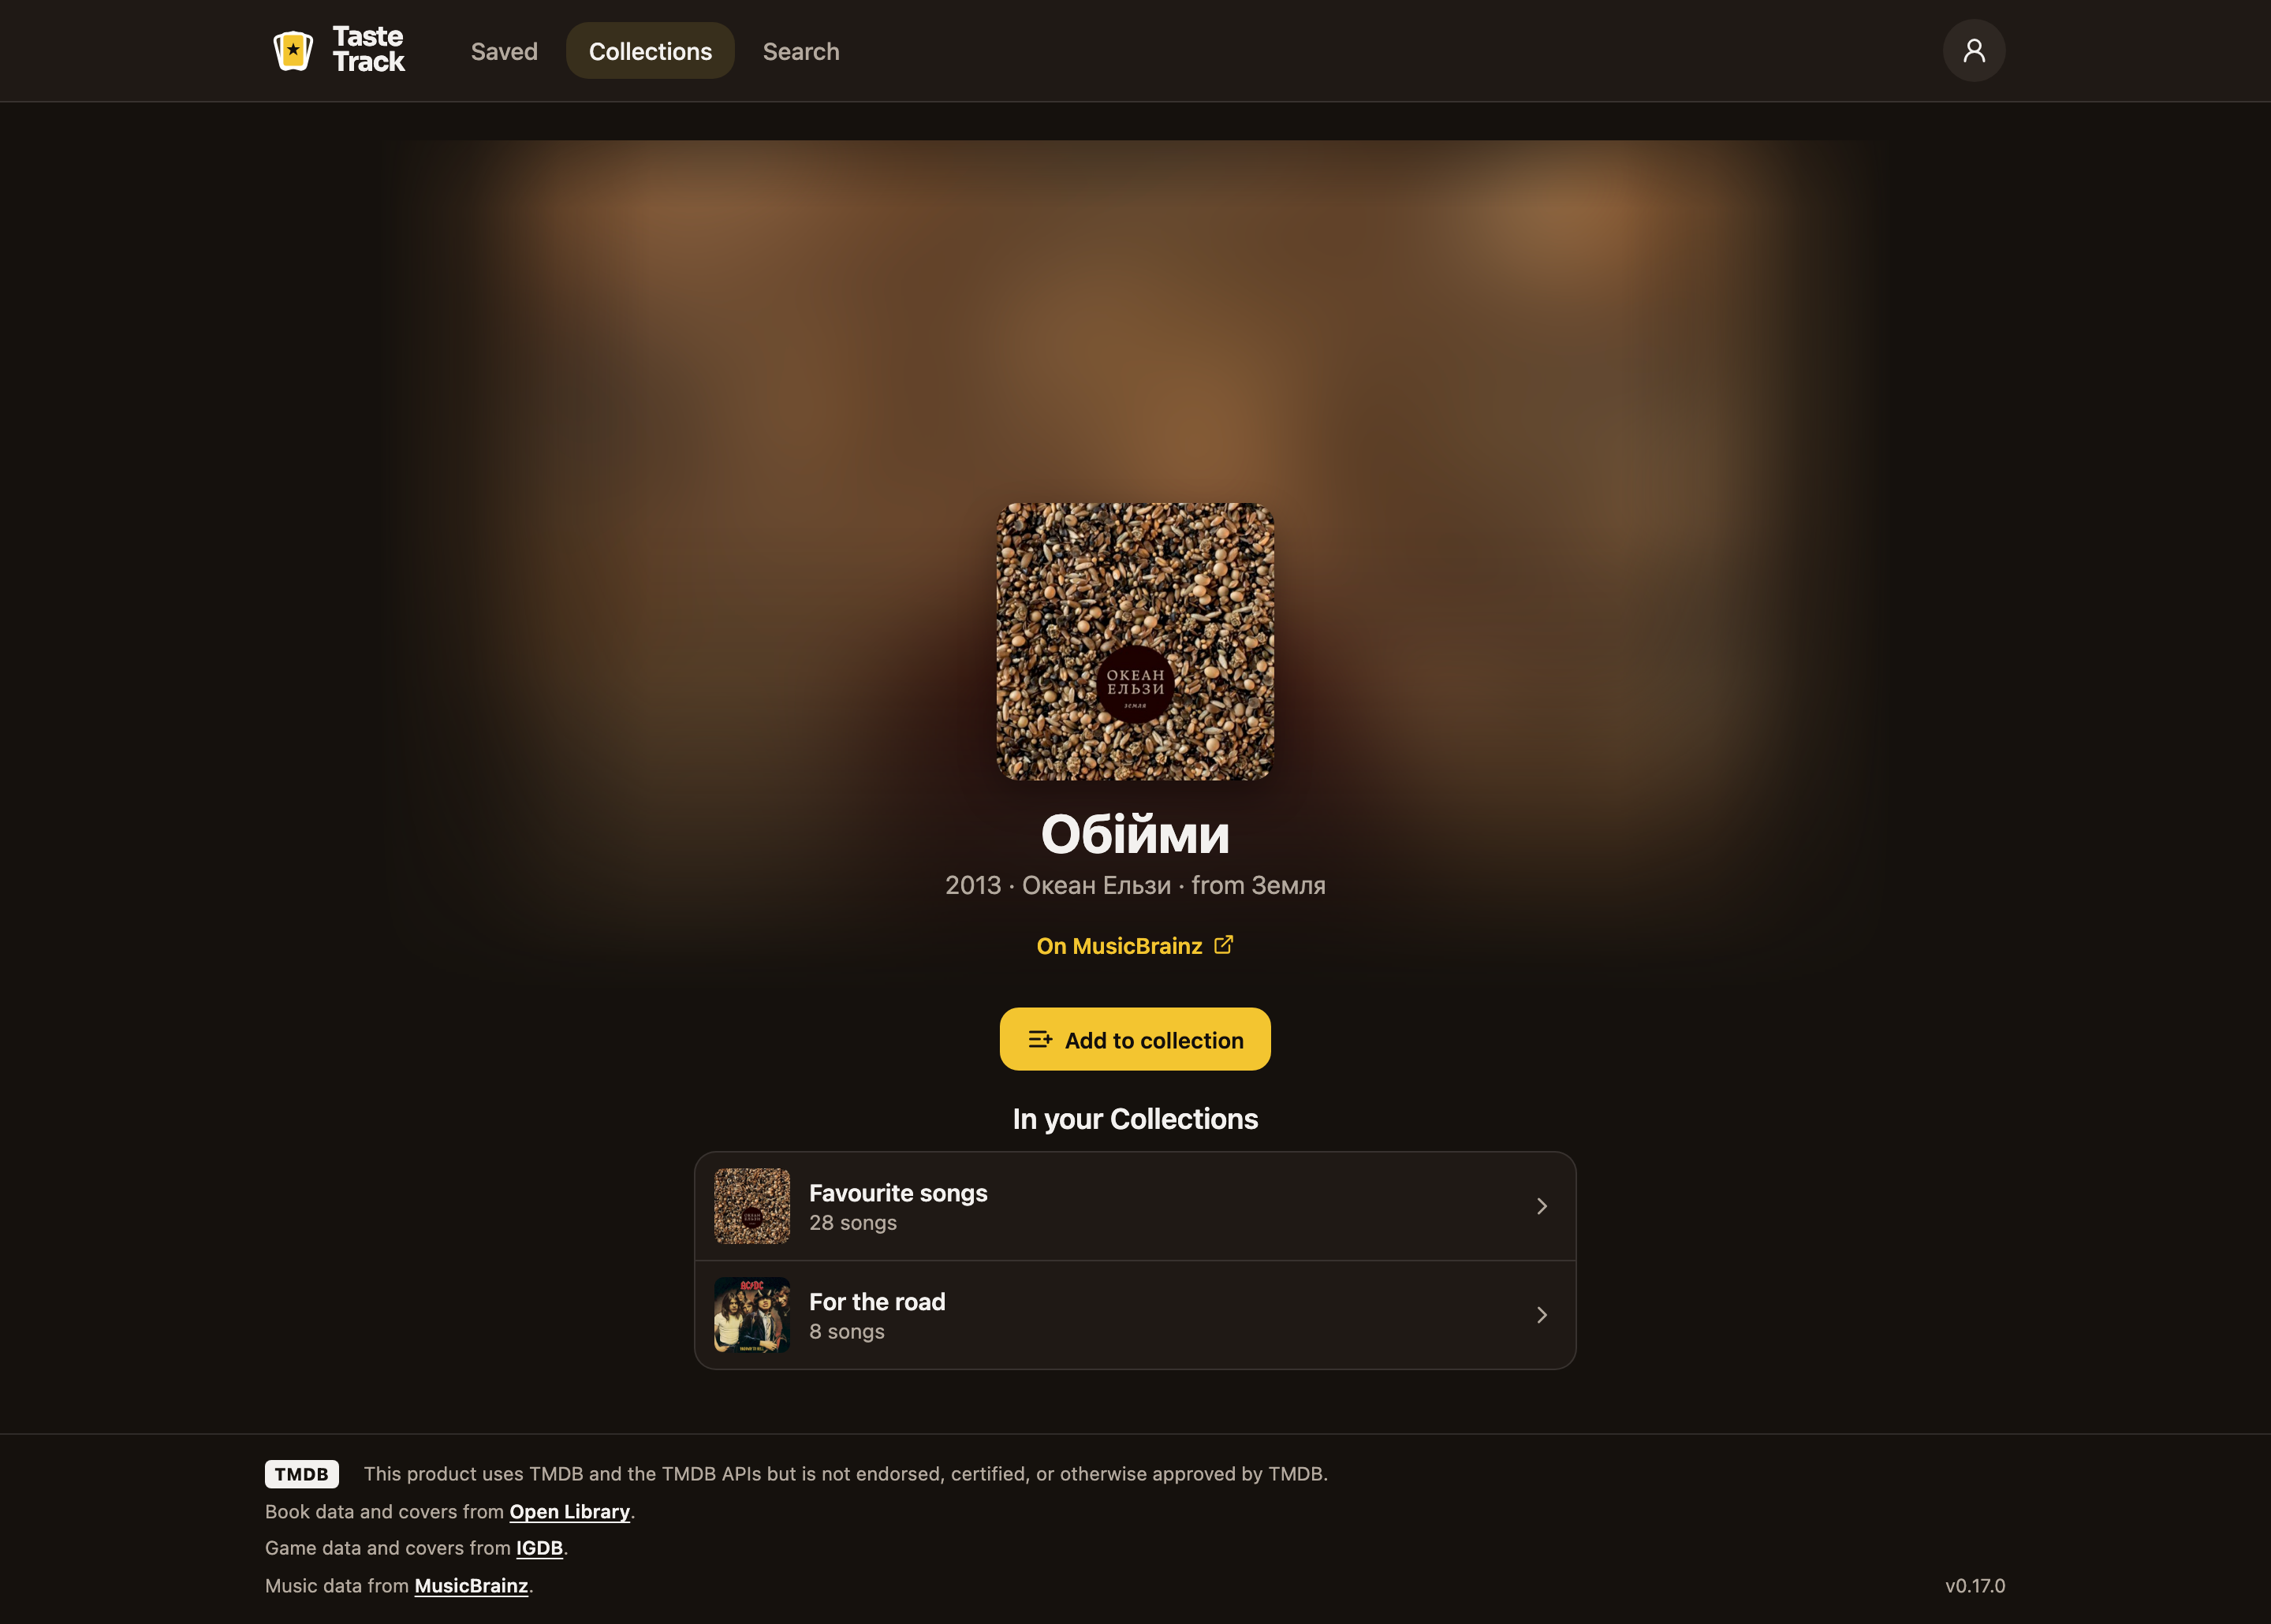 Taste
Track
Saved
Collections
Search
ОКЕАН
ЕЛЬЗИ
земля
Обійми
2013 · Океан Ельзи · from Земля
On MusicBrainz
Add to collection
In your Collections
Favourite songs
28 songs
AC/DC
For the road
8 songs
TMDB This product uses TMDB and the TMDB APIs but is not endorsed, certified, or otherwise approved by TMDB.
Book data and covers from Open Library.
Game data and covers from IGDB.
Music data from MusicBrainz.
v0.17.0